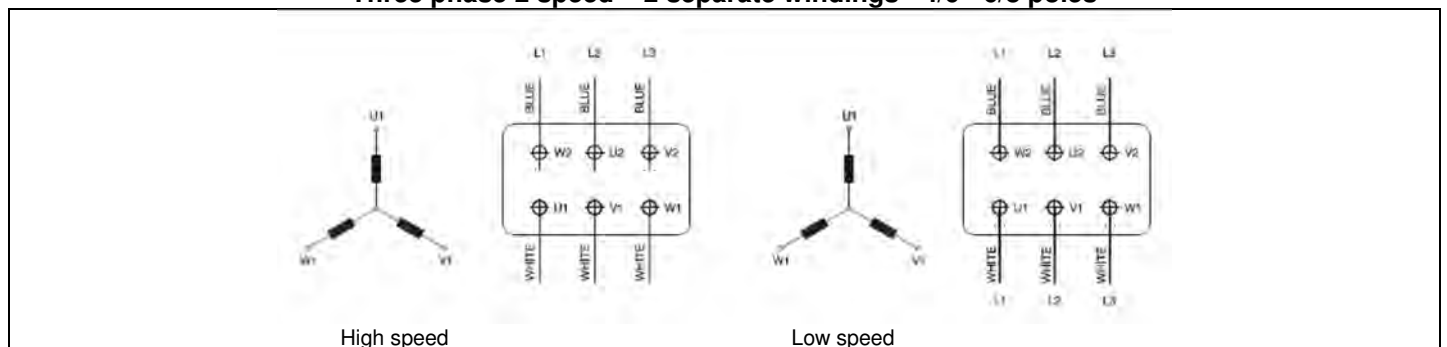 Three phase 2 speed – 2 separate windings – 4/6 - 6/8 poles
L1 L2 L3
BLUE BLUE BLUE
U1
W2 U2 V2
U1 V1 W1
W1
V1
WHITE WHITE WHITE
High speed
L1 L2 L3
BLUE BLUE BLUE
U1
W2 U2 V2
U1 V1 W1
W1
V1
WHITE WHITE WHITE
L1 L2 L3
Low speed